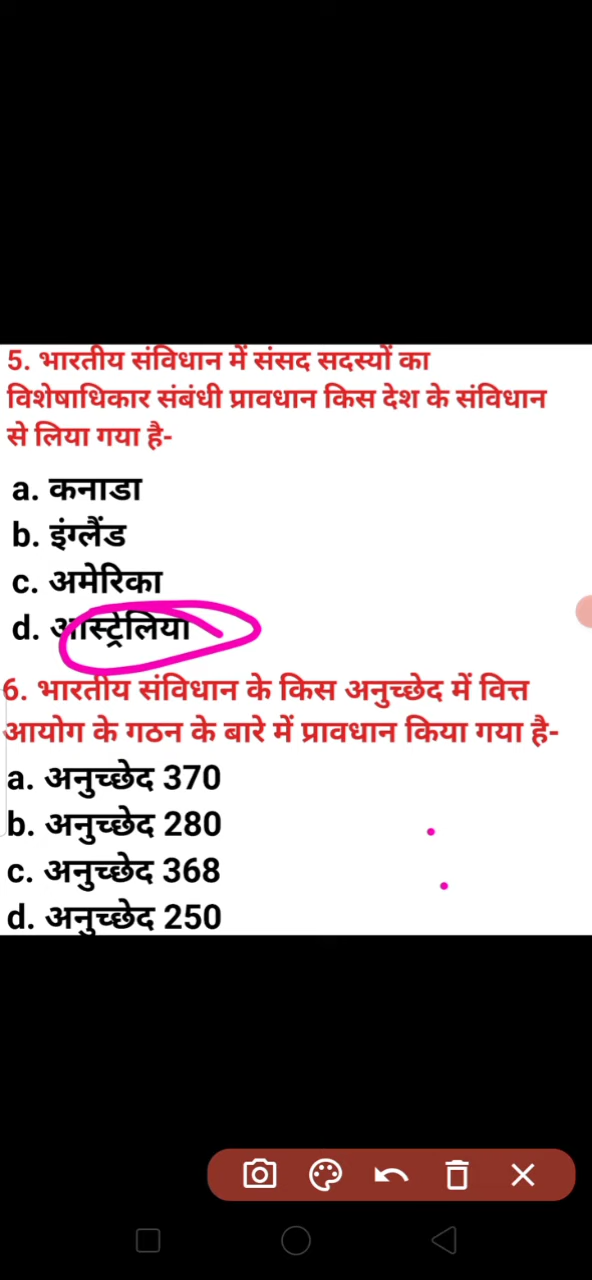 5. भारतीय संविधान में संसद सदस्यों का
विशेषाधिकार संबंधी प्रावधान किस देश के संविधान
से लिया गया है-
a. कनाडा
b. इंग्लैंड
c. अमेरिका
d. आस्ट्रेलिया
6. भारतीय संविधान के किस अनुच्छेद में वित्त
आयोग के गठन के बारे में प्रावधान किया गया है-
a. अनुच्छेद 370
b. अनुच्छेद 280
c. अनुच्छेद 368
d. अनुच्छेद 250